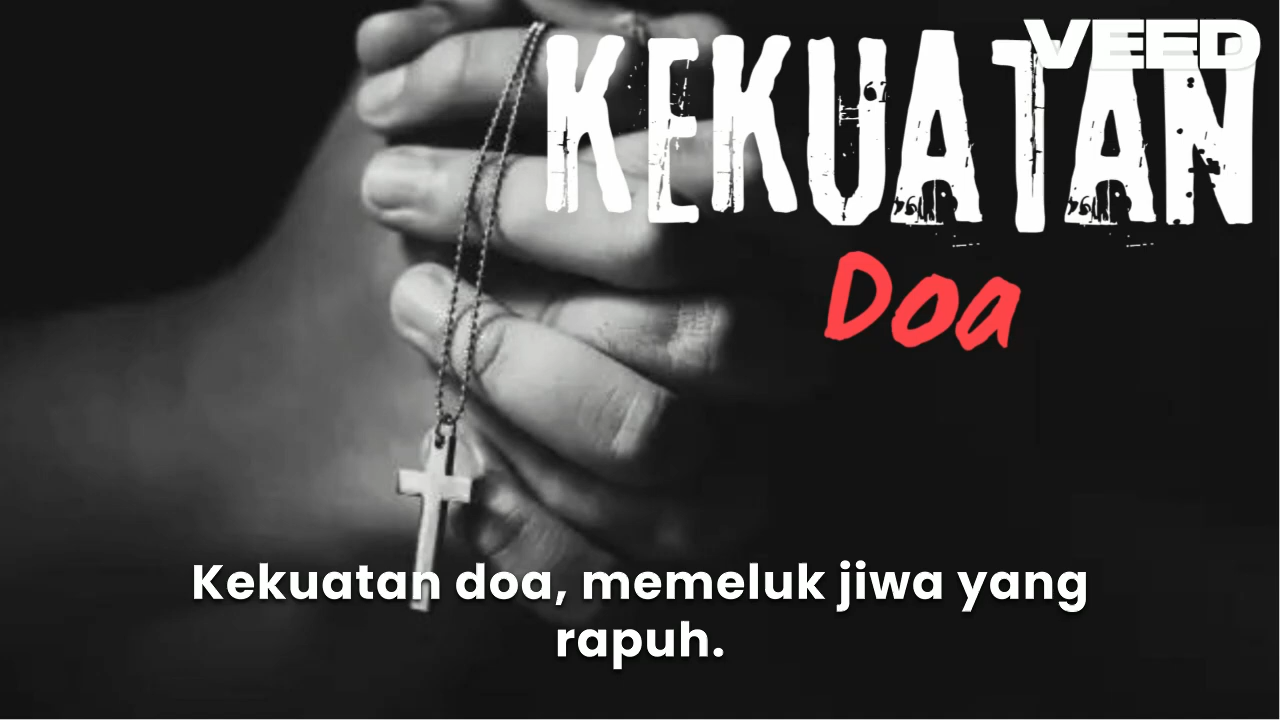 VEED
KEKUATAN
Doa
Kekuatan doa, memeluk jiwa yang
rapuh.